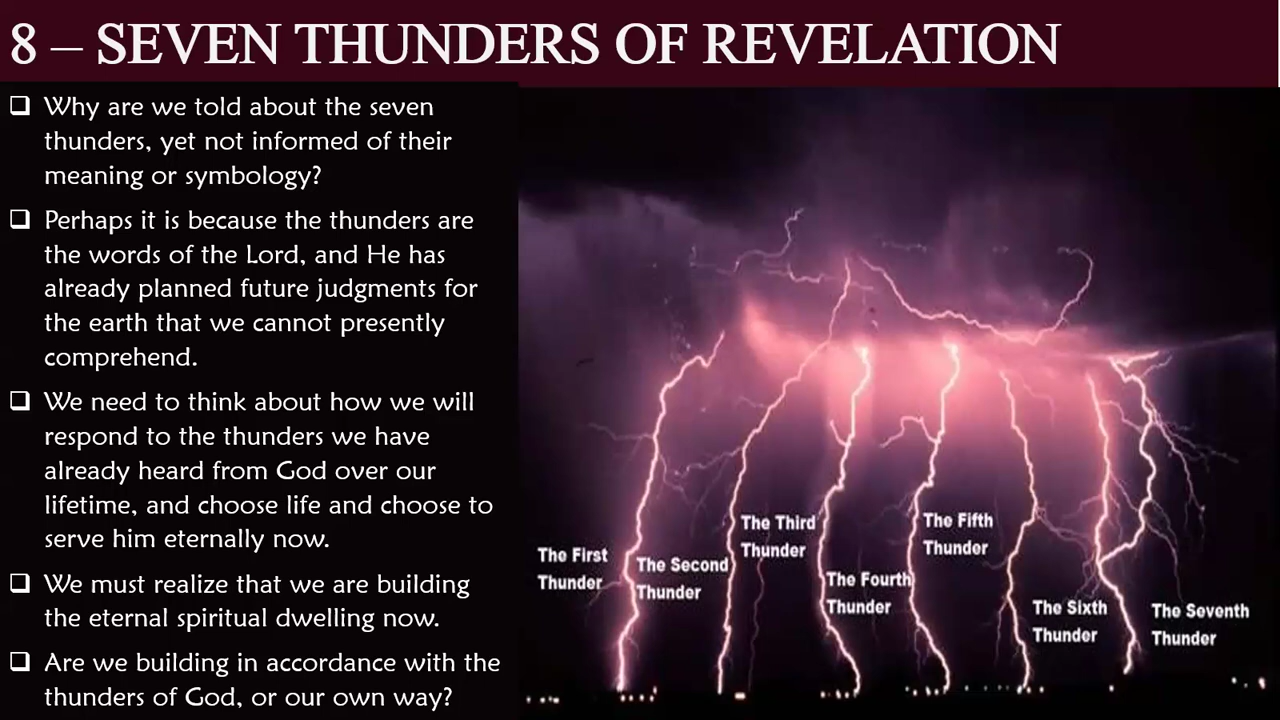 8 – SEVEN THUNDERS OF REVELATION
❑ Why are we told about the seven
thunders, yet not informed of their
meaning or symbology?
❑ Perhaps it is because the thunders are
the words of the Lord, and He has
already planned future judgments for
the earth that we cannot presently
comprehend.
❑ We need to think about how we will
respond to the thunders we have
already heard from God over our
lifetime, and choose life and choose to
serve him eternally now.
❑ We must realize that we are building
the eternal spiritual dwelling now.
❑ Are we building in accordance with the
thunders of God, or our own way?
The First
Thunder
The Second
Thunder
The Third
Thunder
The Fourth
Thunder
The Fifth
Thunder
The Sixth
Thunder
The Seventh
Thunder